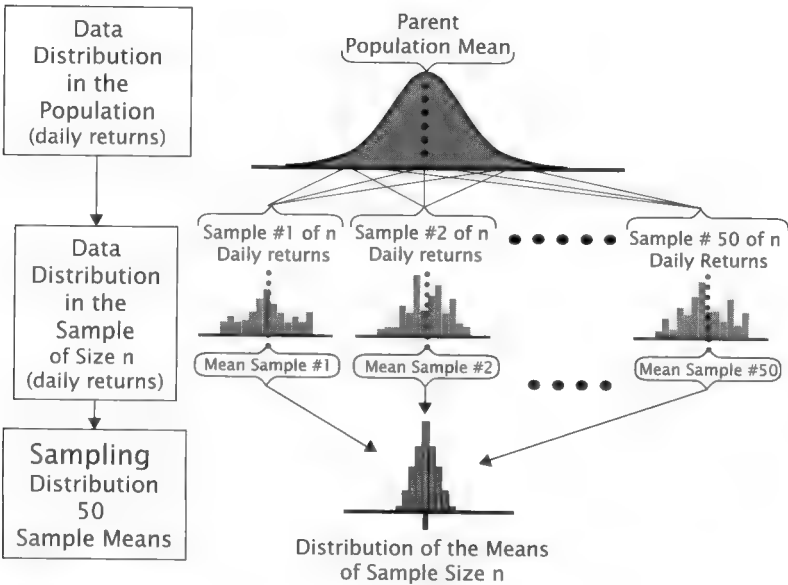 Data
Distribution
in the
Population
(daily returns)
Parent
Population Mean
Data
Distribution
in the
Sample
of Size n
(daily returns)
Sample #1 of n
Daily returns
Sample #2 of n
Daily returns
Sample # 50 of n
Daily Returns
Mean Sample #1
Mean Sample #2
Mean Sample #50
Sampling
Distribution
50
Sample Means
Distribution of the Means
of Sample Size n